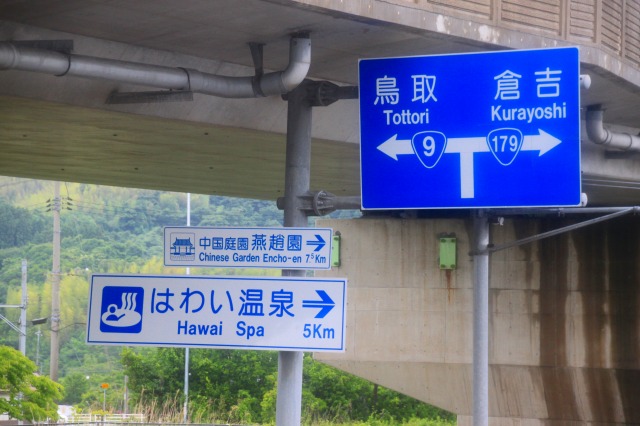 鳥取 倉吉
Tottori Kurayoshi
9 179
中国庭園 燕趙園
Chinese Garden Encho-en 7.5Km
はわい温泉
Hawai Spa 5Km